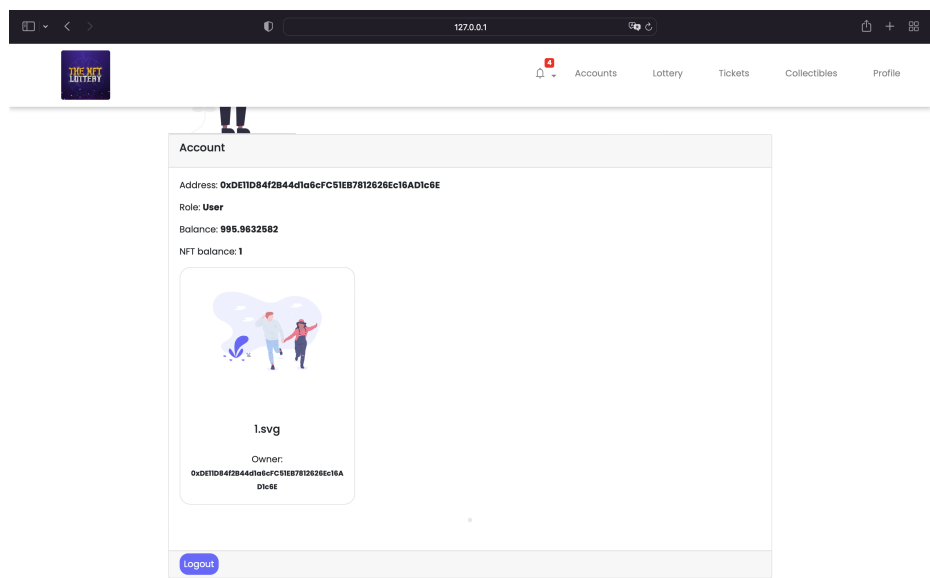 127.0.0.1
THE NFT
LOTTERY
4
Accounts
Lottery
Tickets
Collectibles
Profile
Account
Address: 0xDE11D84f2B44d1a6cFC51EB7812626Ec16AD1c6E
Role: User
Balance: 995.9632582
NFT balance: 1
1.svg
Owner:
0xDE11D84f2B44d1a6cFC51EB7812626Ec16A
D1c6E
Logout